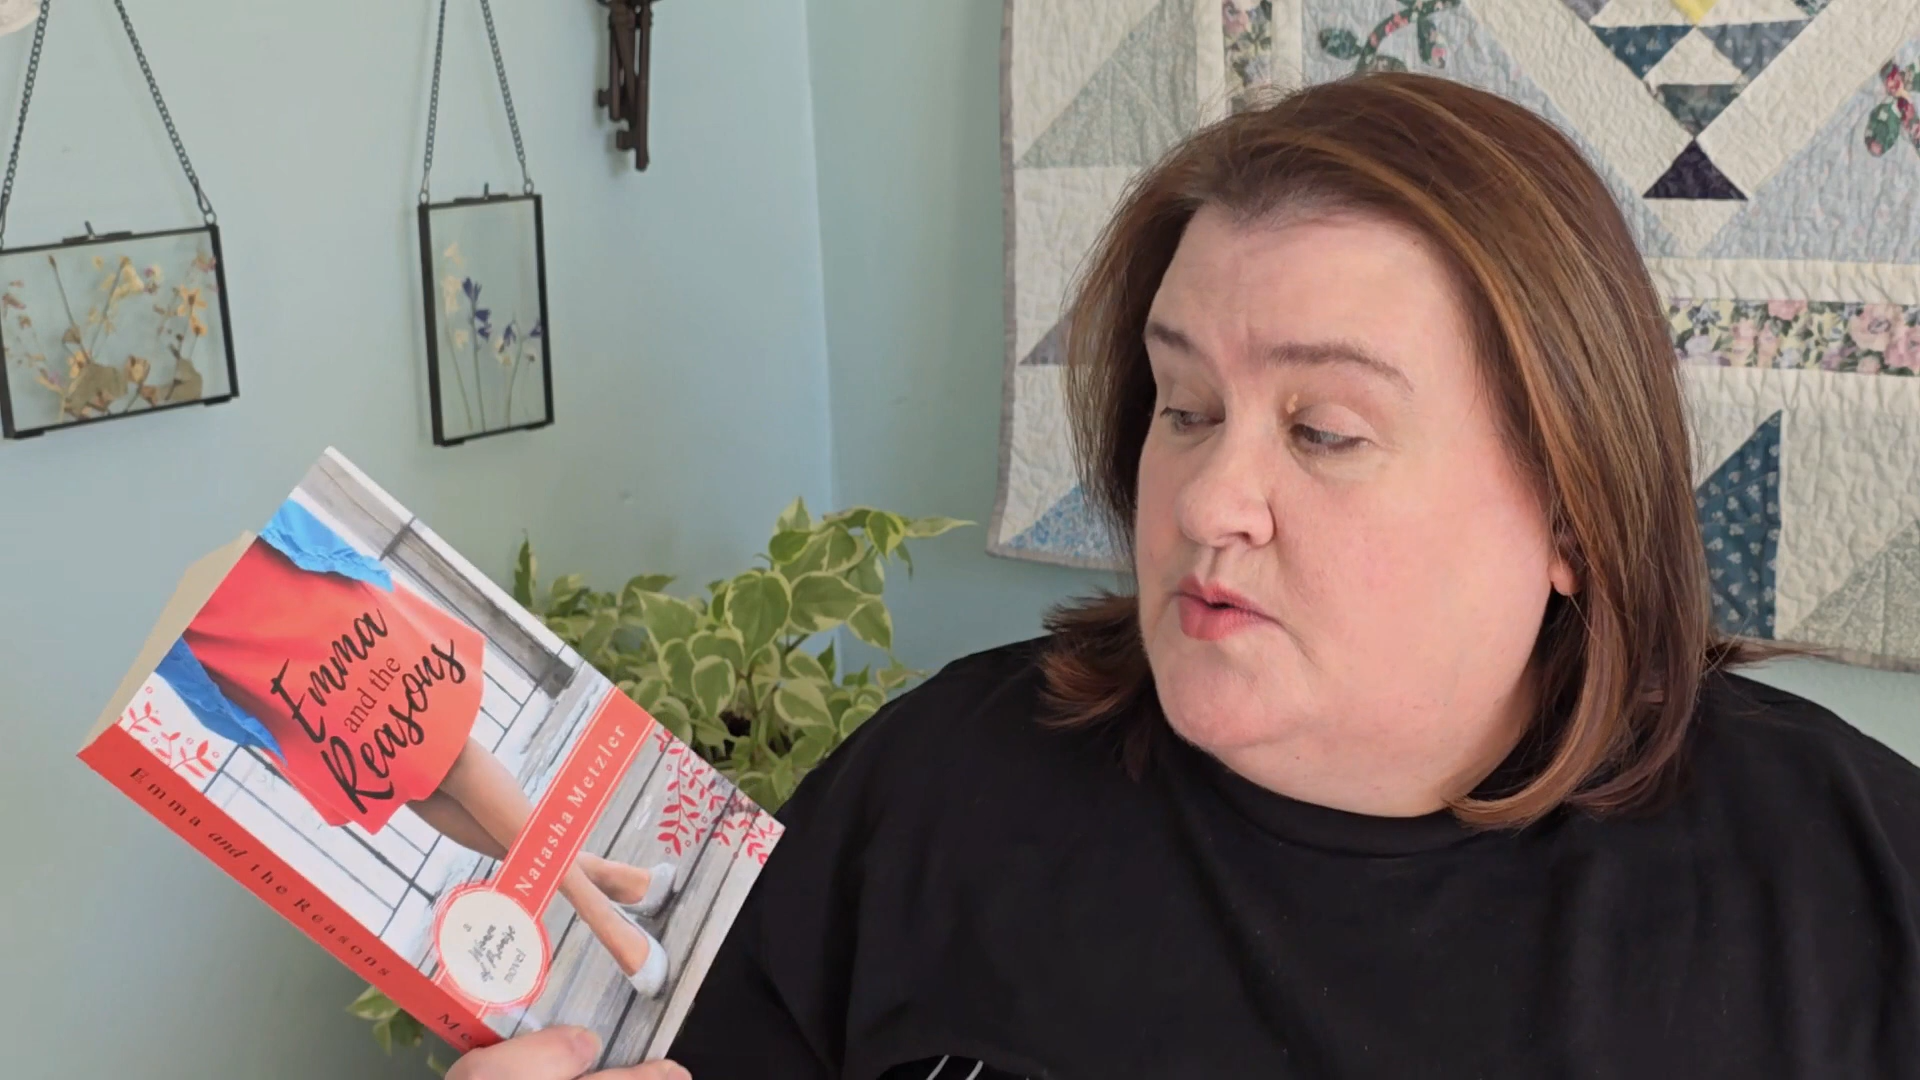 Emma
and the
Reasons
Natasha Metzler
a
novel
Emma and the Reasons Me